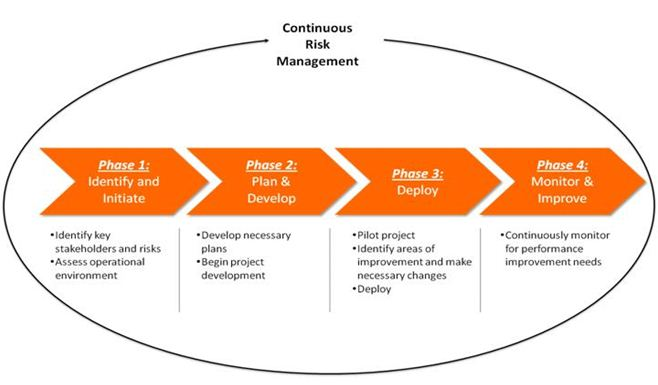 Continuous
Risk
Management
Phase 1:
Identify and
Initiate
Phase 2:
Plan &
Develop
Phase 3:
Deploy
Phase 4:
Monitor &
Improve
•Identify key
stakeholders and risks
•Assess operational
environment
•Develop necessary
plans
•Begin project
development
•Pilot project
•Identify areas of
improvement and make
necessary changes
•Deploy
•Continuously monitor
for performance
improvement needs